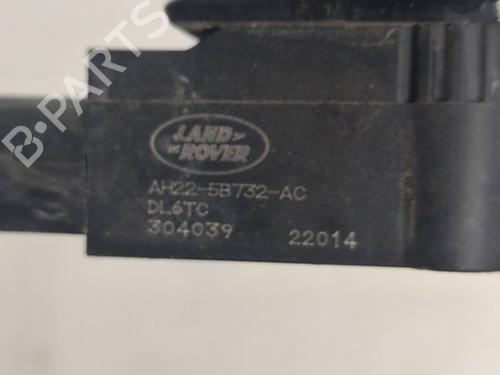 B-PARTS
LAND
ROVER
AH22-5B732-AC
DL6TC
304039 22014